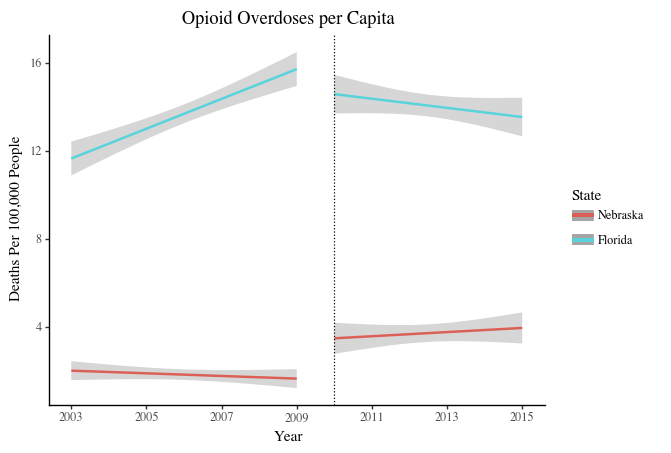 Opioid Overdoses per Capita
Deaths Per 100,000 People
16
12
8
4
2003 2005 2007 2009 2011 2013 2015
Year
State
Nebraska
Florida